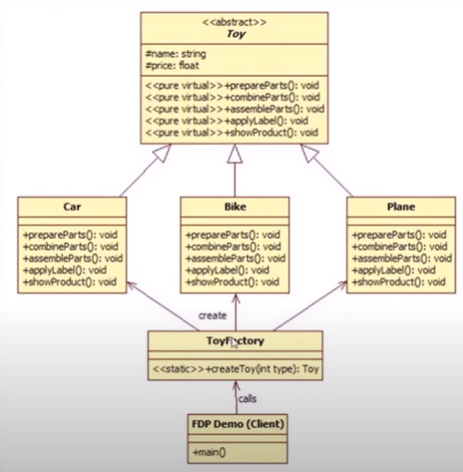 <<abstract>>
Toy
#name: string
#price: float
<<pure virtual>>+prepareParts(): void
<<pure virtual>>+combineParts(): void
<<pure virtual>>+assembleParts(): void
<<pure virtual>>+applyLabel(): void
<<pure virtual>>+showProduct(): void
Car
+prepareParts(): void
+combineParts(): void
+assembleParts(): void
+applyLabel(): void
+showProduct(): void
Bike
+prepareParts(): void
+combineParts(): void
+assembleParts(): void
+applyLabel(): void
+showProduct(): void
Plane
+prepareParts(): void
+combineParts(): void
+assembleParts(): void
+applyLabel(): void
+showProduct(): void
create
ToyFactory
<<static>>+createToy(int type): Toy
calls
FDP Demo (Client)
+main()